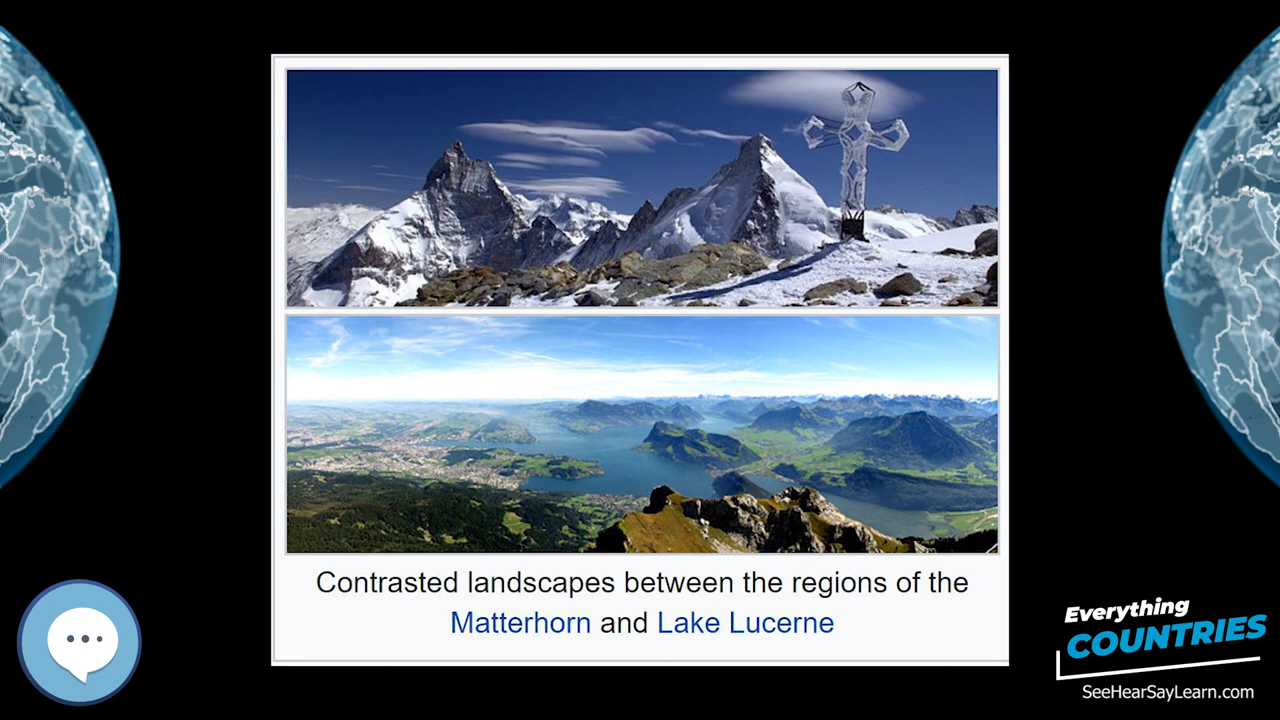 Contrasted landscapes between the regions of the
Matterhorn and Lake Lucerne
Everything
COUNTRIES
SeeHearSayLearn.com